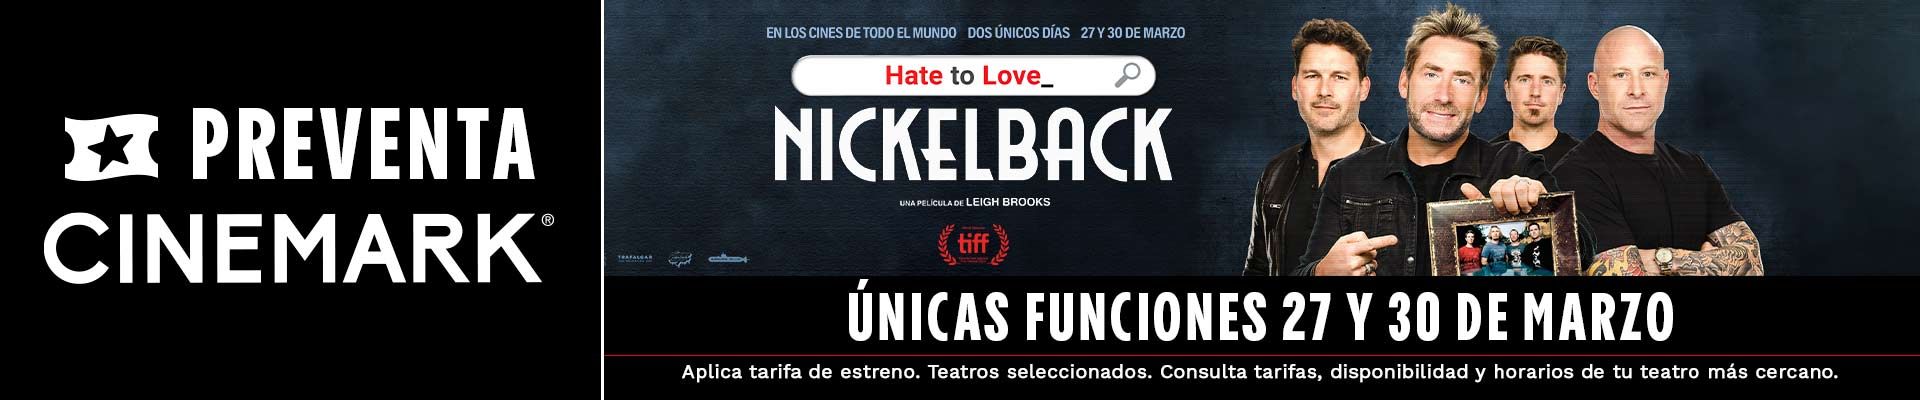 PREVENTA
CINEMARK®
EN LOS CINES DE TODO EL MUNDO DOS ÚNICOS DÍAS 27 Y 30 DE MARZO
Hate to Love_
NICKELBACK
UNA PELÍCULA DE LEIGH BROOKS
tiff
TRAFALGAR
ÚNICAS FUNCIONES 27 Y 30 DE MARZO
Aplica tarifa de estreno. Teatros seleccionados. Consulta tarifas, disponibilidad y horarios de tu teatro más cercano.